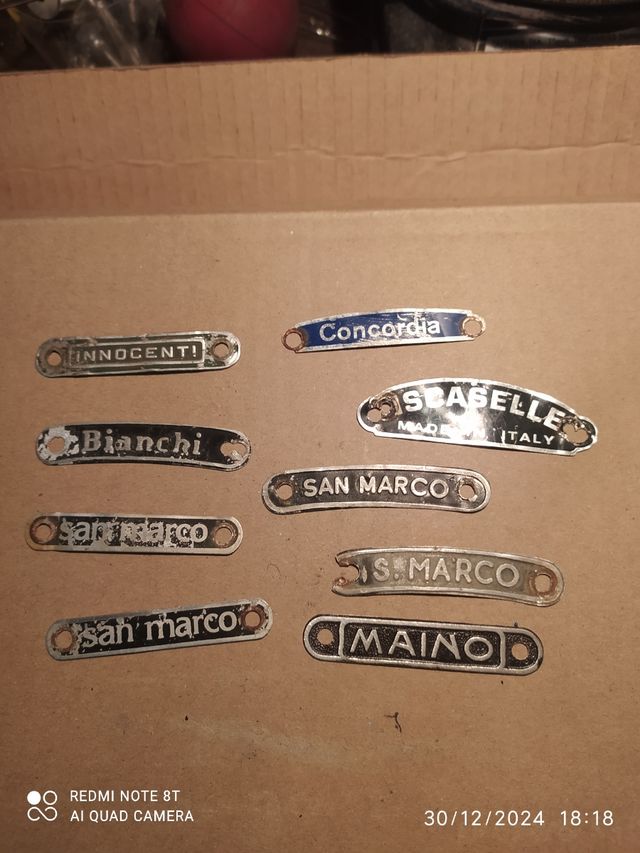 INNOCENTI
Concordia
ISCASELLE
MADE IN ITALY
Bianchi
SAN MARCO
san marco
S. MARCO
san marco
MAINO
REDMI NOTE 8T
AI QUAD CAMERA
30/12/2024 18:18